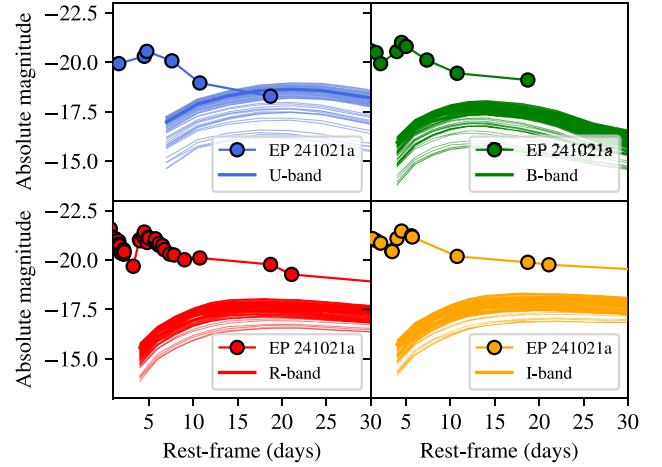 Absolute magnitude
−22.5
−20.0
−17.5
−15.0
EP 241021a
U-band
EP 241021a
B-band
Absolute magnitude
−22.5
−20.0
−17.5
−15.0
EP 241021a
R-band
EP 241021a
I-band
5 10 15 20 25 30 5 10 15 20 25 30
Rest-frame (days) Rest-frame (days)